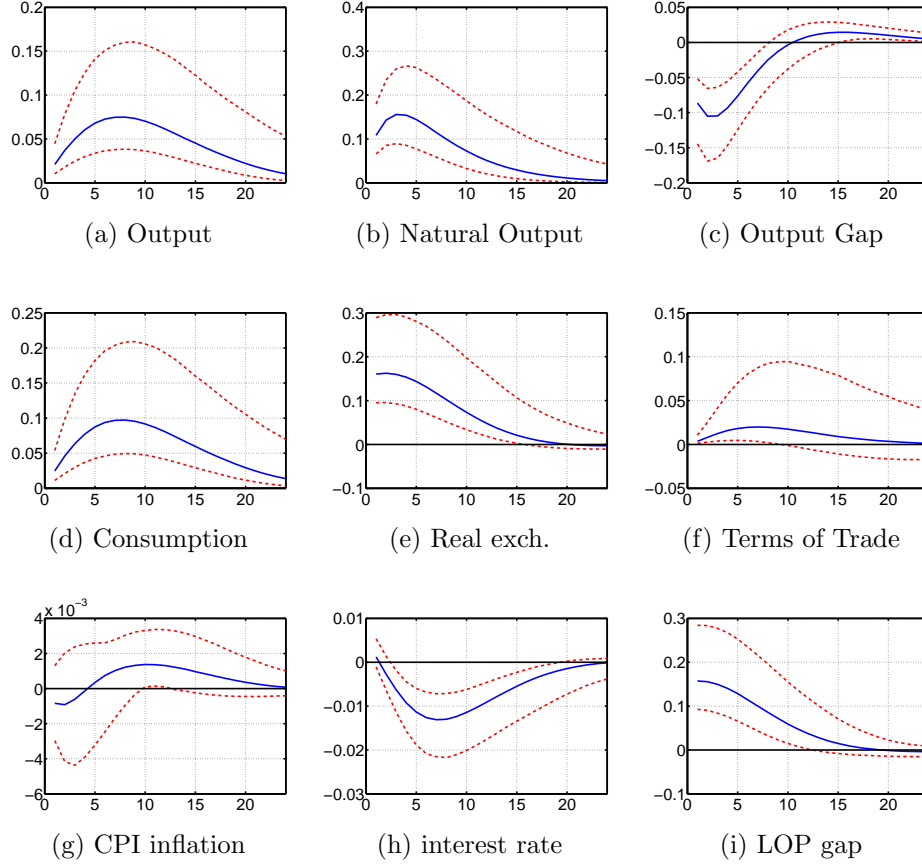 0.2
0.15
0.1
0.05
0
0 5 10 15 20
(a) Output
0.4
0.3
0.2
0.1
0
0 5 10 15 20
(b) Natural Output
0.05
0
−0.05
−0.1
−0.15
−0.2
0 5 10 15 20
(c) Output Gap
0.25
0.2
0.15
0.1
0.05
0
0 5 10 15 20
(d) Consumption
0.3
0.2
0.1
0
−0.1
0 5 10 15 20
(e) Real exch.
0.15
0.1
0.05
0
−0.05
0 5 10 15 20
(f) Terms of Trade
x 10−3
4
2
0
−2
−4
−6
0 5 10 15 20
(g) CPI inflation
0.01
0
−0.01
−0.02
−0.03
0 5 10 15 20
(h) interest rate
0.3
0.2
0.1
0
−0.1
0 5 10 15 20
(i) LOP gap